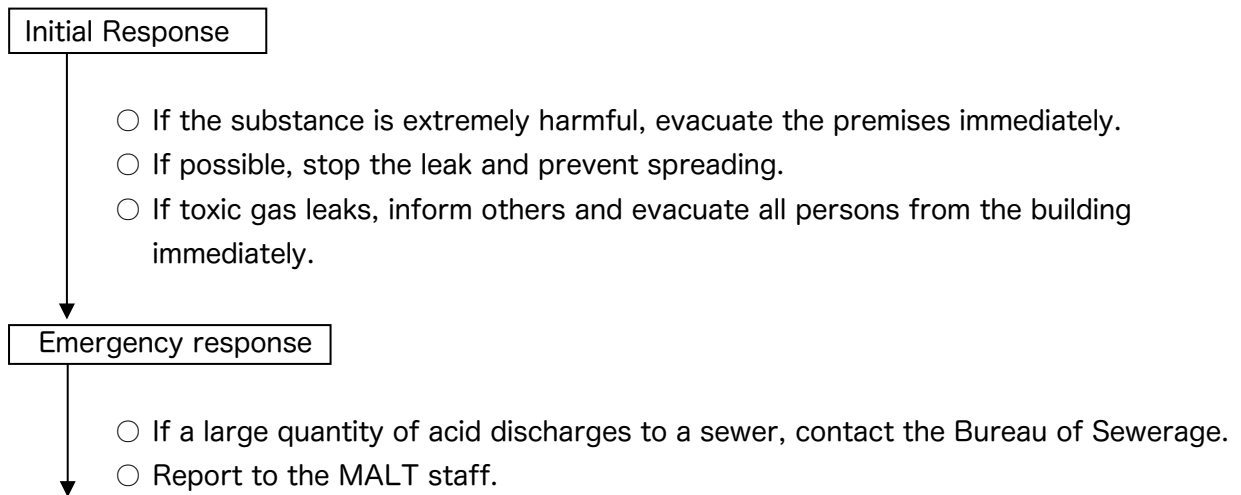 Initial Response
○ If the substance is extremely harmful, evacuate the premises immediately.
○ If possible, stop the leak and prevent spreading.
○ If toxic gas leaks, inform others and evacuate all persons from the building
immediately.
Emergency response
○ If a large quantity of acid discharges to a sewer, contact the Bureau of Sewerage.
○ Report to the MALT staff.